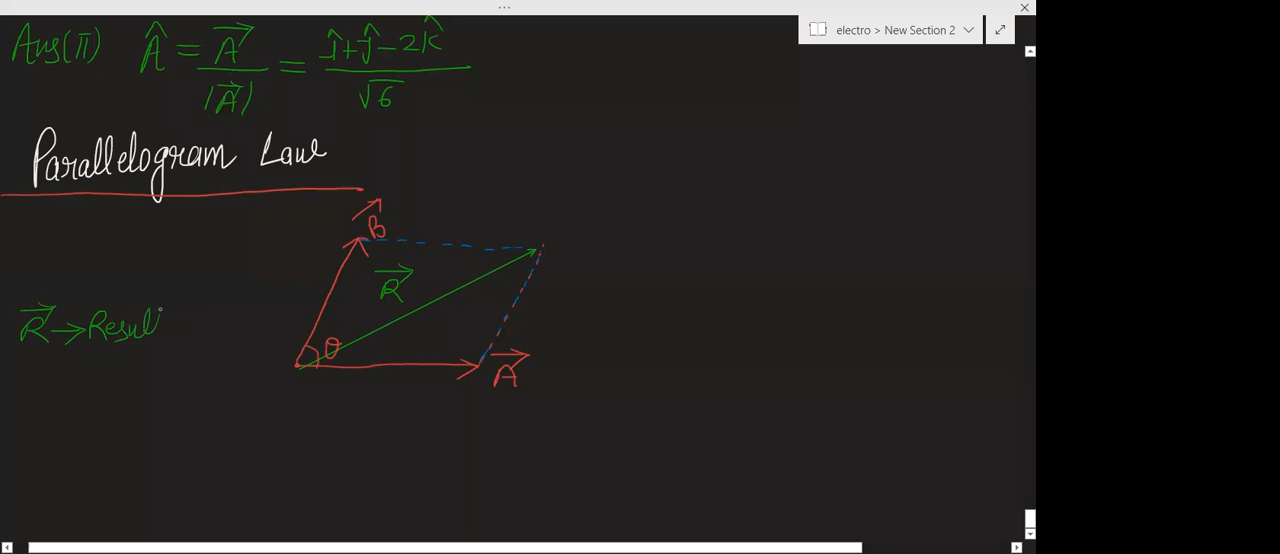 electro > New Section 2
Ans(II) Â = A⃗ / |A⃗| = î+ĵ-2k̂ / √6
Parallelogram Law
B⃗
R⃗
R⃗ → Resul
θ
A⃗